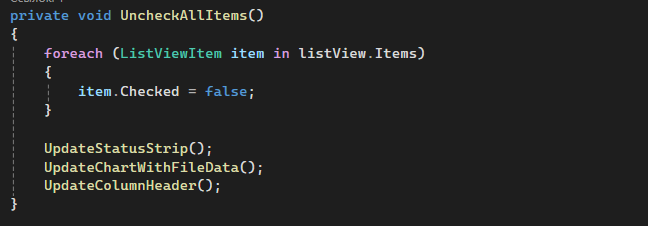 private void UncheckAllItems()
{
    foreach (ListViewItem item in listView.Items)
    {
        item.Checked = false;
    }

    UpdateStatusStrip();
    UpdateChartWithFileData();
    UpdateColumnHeader();
}